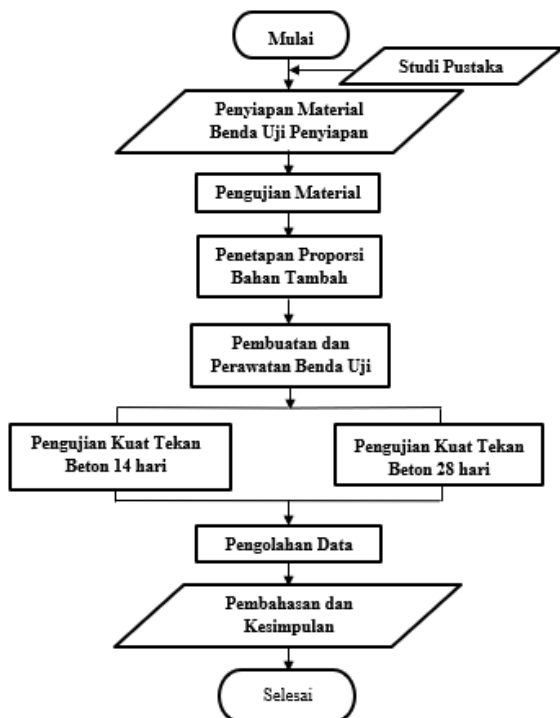 Mulai
Studi Pustaka
Penyiapan Material
Benda Uji Penyiapan
Pengujian Material
Penetapan Proporsi
Bahan Tambah
Pembuatan dan
Perawatan Benda Uji
Pengujian Kuat Tekan
Beton 14 hari
Pengujian Kuat Tekan
Beton 28 hari
Pengolahan Data
Pembahasan dan
Kesimpulan
Selesai